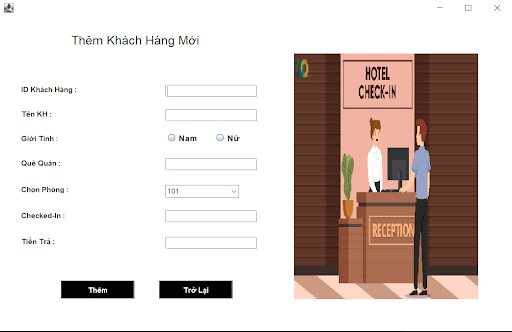 Thêm Khách Hàng Mới
ID Khách Hàng :
Tên KH :
Giới Tính : Nam Nữ
Quê Quán :
Chọn Phòng : 101
Checked-In :
Tiền Trả :
Thêm Trở Lại
HOTEL
CHECK-IN
RECEPTION